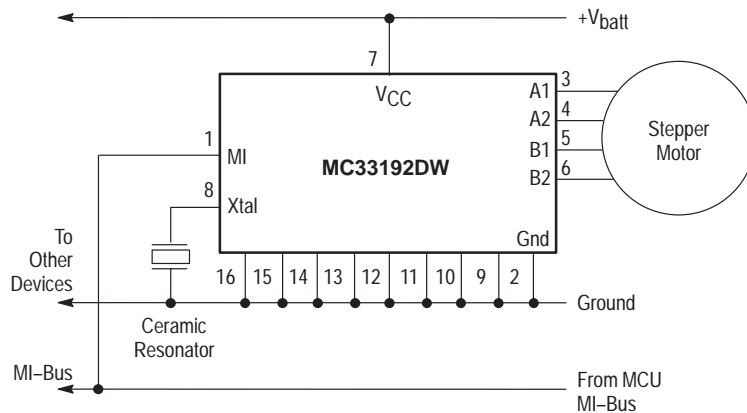 +Vbatt
7
VCC
3
A1
4
A2
5
B1
6
B2
Stepper
Motor
1
MI
MC33192DW
8
Xtal
Gnd
To
Other
Devices
16 15 14 13 12 11 10 9 2
Ground
Ceramic
Resonator
MI–Bus
From MCU
MI–Bus